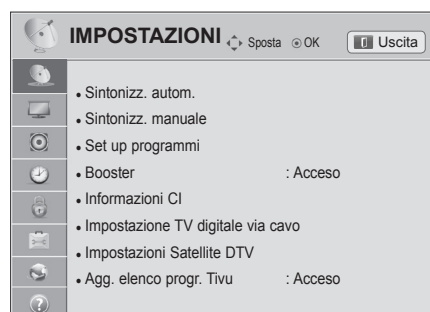 IMPOSTAZIONI Sposta OK Uscita
• Sintonizz. autom.
• Sintonizz. manuale
• Set up programmi
• Booster : Acceso
• Informazioni CI
• Impostazione TV digitale via cavo
• Impostazioni Satellite DTV
• Agg. elenco progr. Tivu : Acceso
?